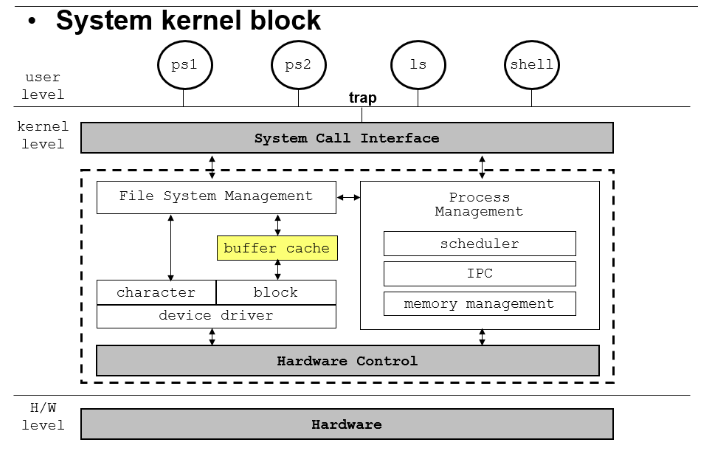 • System kernel block
ps1 ps2 ls shell
user
level
trap
kernel
level
System Call Interface
File System Management
Process
Management
buffer cache
scheduler
IPC
memory management
character block
device driver
Hardware Control
H/W
level
Hardware